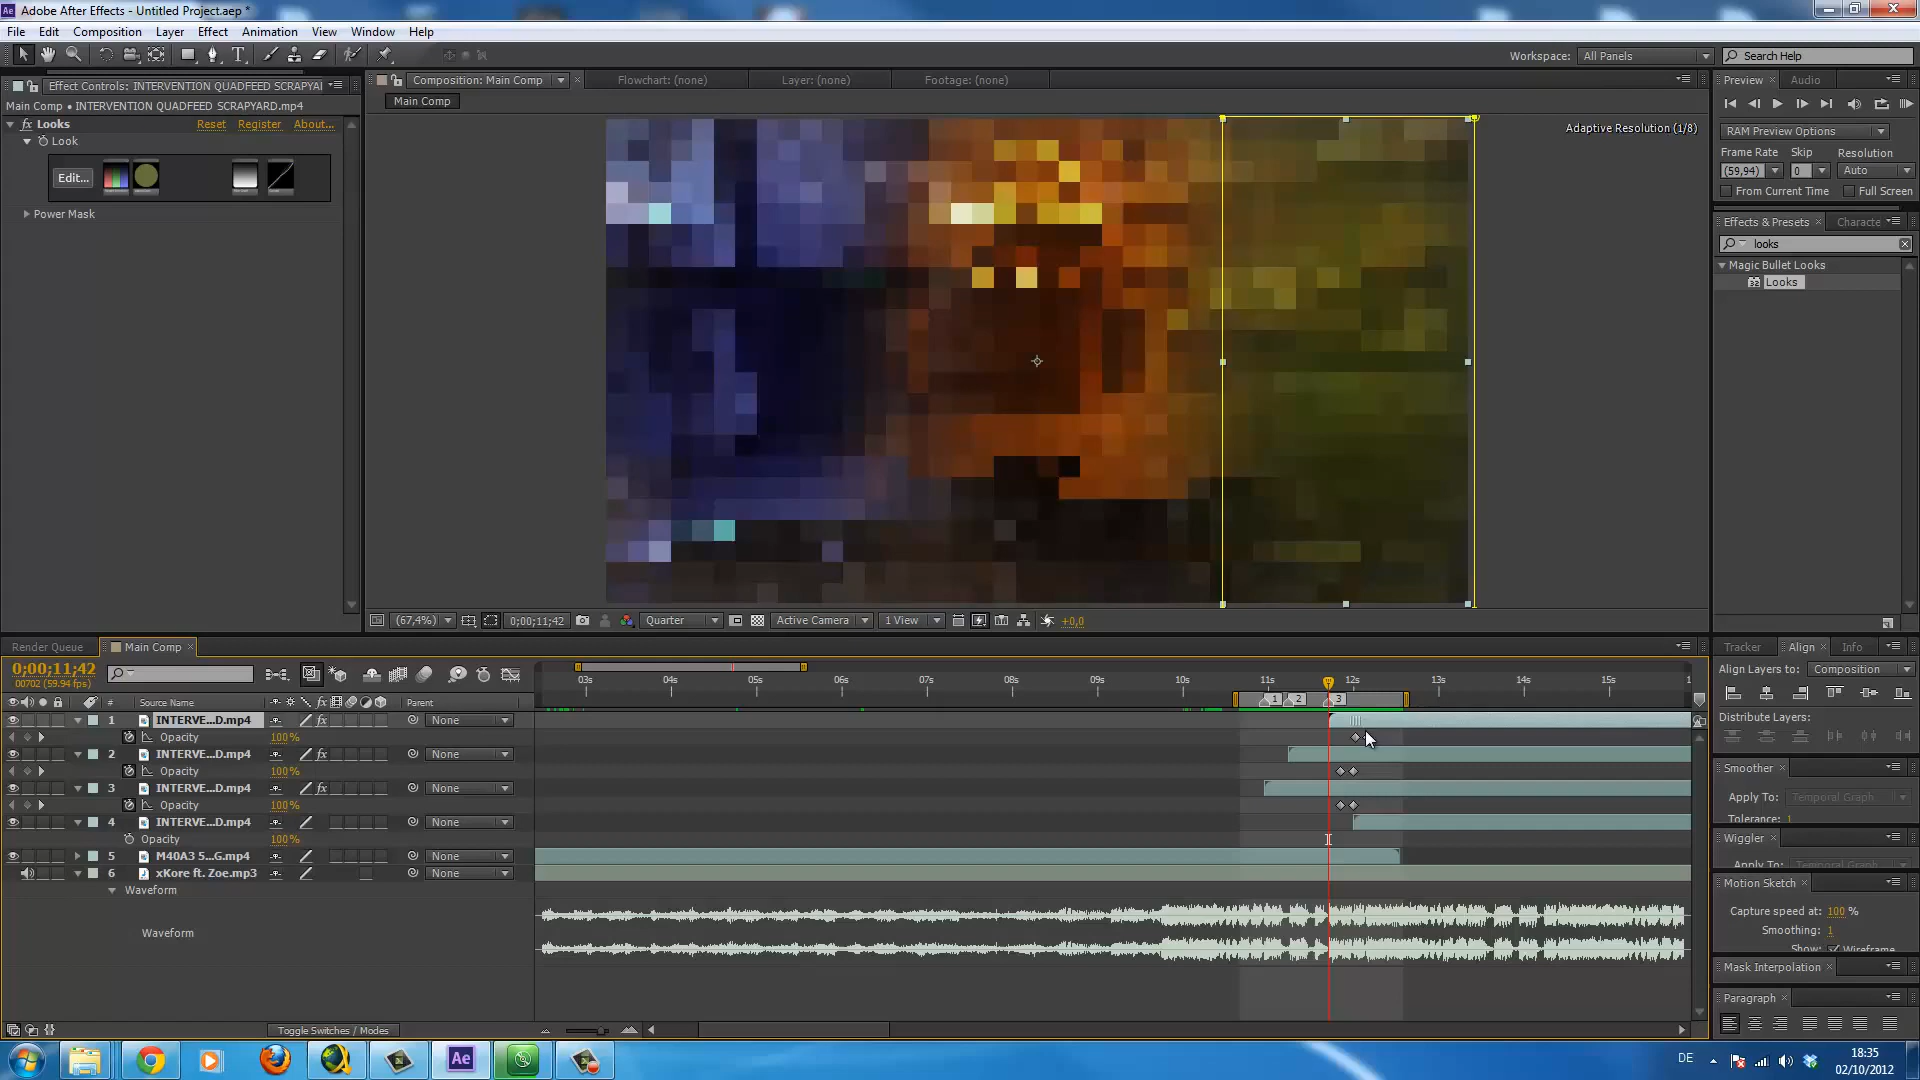 Adobe After Effects - Untitled Project.aep *
File Edit Composition Layer Effect Animation View Window Help
Workspace: All Panels Search Help
Effect Controls: INTERVENTION QUADFEED SCRAPYAI
Main Comp • INTERVENTION QUADFEED SCRAPYARD.mp4
fx Looks Reset Register About...
Look
Edit...
Power Mask
Composition: Main Comp Flowchart: (none) Layer: (none) Footage: (none)
Main Comp
Adaptive Resolution (1/8)
(67,4%) 0;00;11;42 Quarter Active Camera 1 View +0,0
Preview Audio
RAM Preview Options
Frame Rate Skip Resolution
(59,94) 0 Auto
From Current Time Full Screen
Effects & Presets Characte
looks
Magic Bullet Looks
32 Looks
Render Queue Main Comp
0;00;11;42
00702 (59.94 fps)
03s 04s 05s 06s 07s 08s 09s 10s 11s 12s 13s 14s 15s 1
# Source Name fx Parent
1 2 3
1 INTERVE...D.mp4 fx None
Opacity 100%
2 INTERVE...D.mp4 fx None
Opacity 100%
3 INTERVE...D.mp4 fx None
Opacity 100%
4 INTERVE...D.mp4 None
Opacity 100%
5 M40A3 5...G.mp4 None
6 xKore ft. Zoe.mp3 None
Waveform
Waveform
Toggle Switches / Modes
Tracker Align Info
Align Layers to: Composition
Distribute Layers:
Smoother
Apply To: Temporal Graph
Tolerance: 1
Wiggler
Apply To: Temporal Graph
Motion Sketch
Capture speed at: 100 %
Smoothing: 1
Show: Wireframe
Mask Interpolation
Paragraph
Ae
DE
18:35
02/10/2012